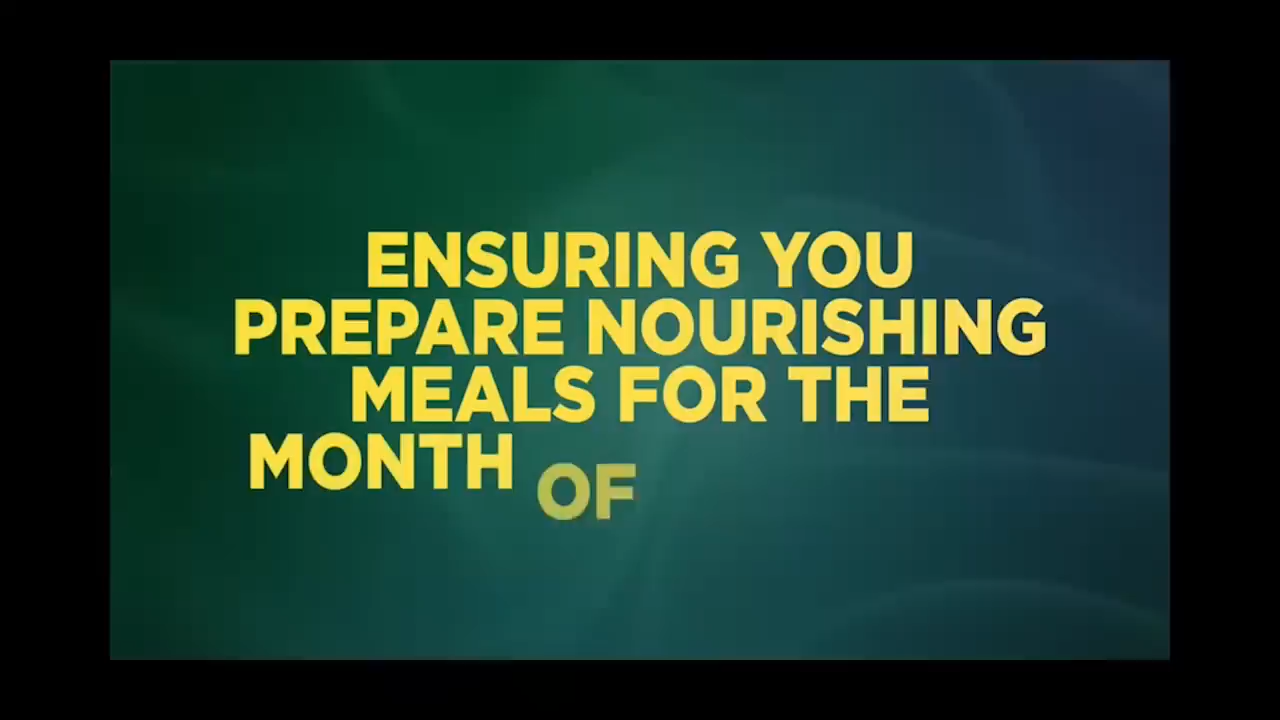 ENSURING YOU
PREPARE NOURISHING
MEALS FOR THE
MONTH OF